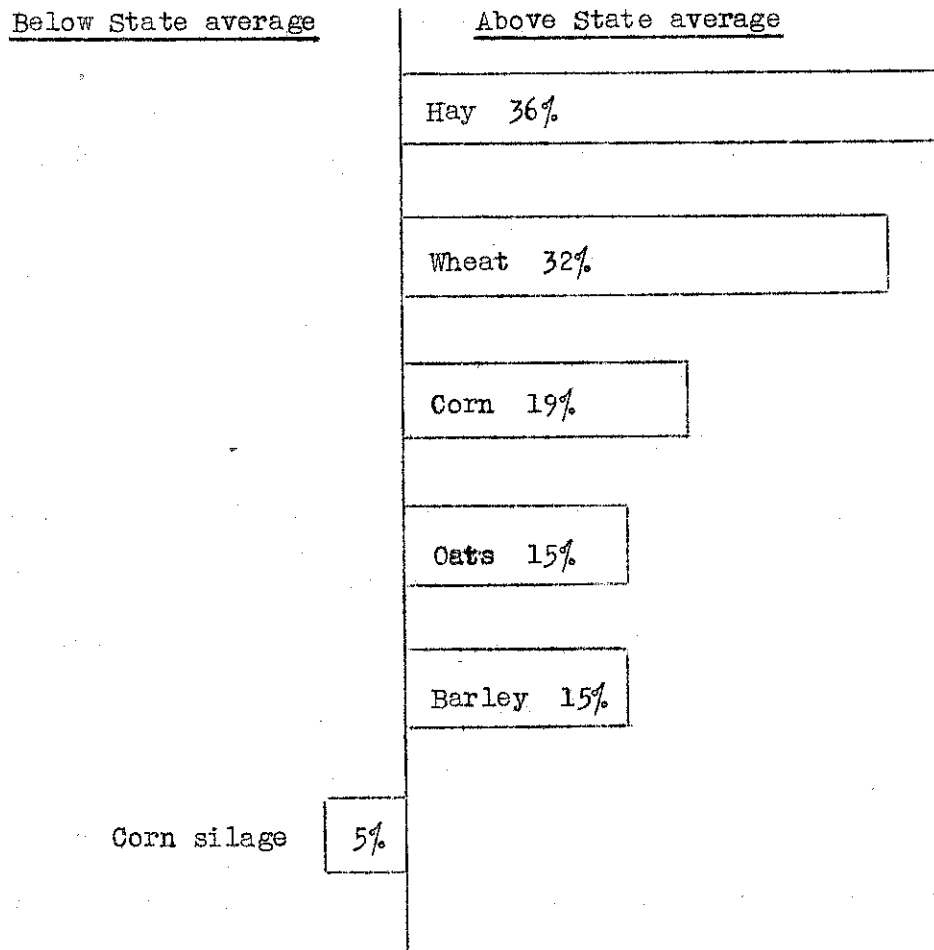 Below State average
Above State average
Hay 36%
Wheat 32%
Corn 19%
Oats 15%
Barley 15%
Corn silage 5%